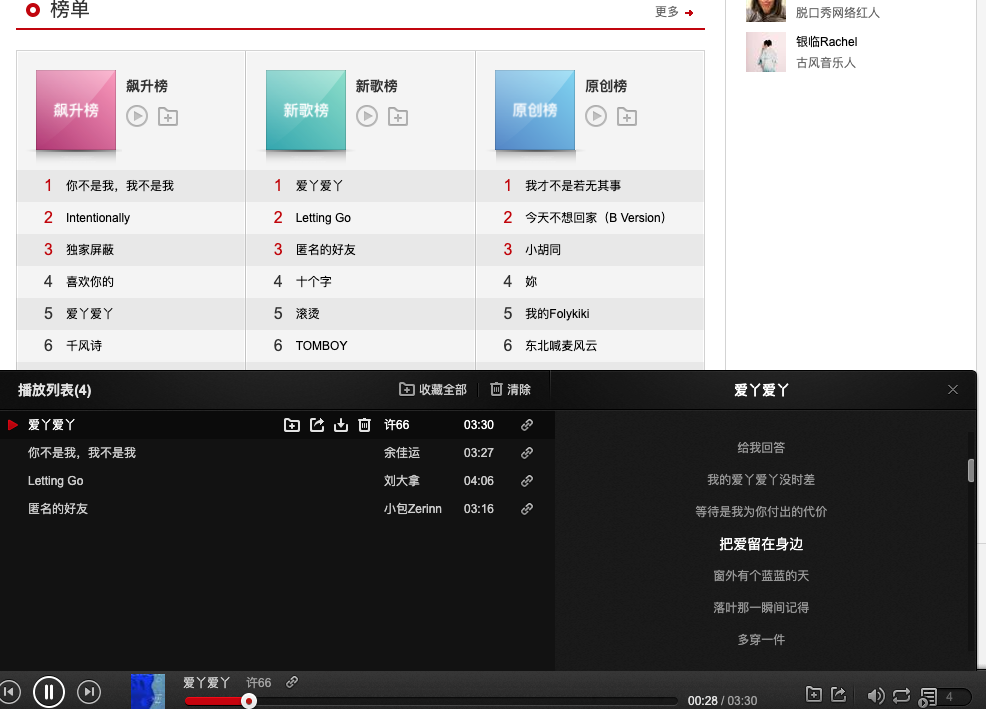 榜单
更多
脱口秀网络红人
银临Rachel
古风音乐人
飙升榜
飙升榜
1 你不是我，我不是我
2 Intentionally
3 独家屏蔽
4 喜欢你的
5 爱丫爱丫
6 千风诗
新歌榜
新歌榜
1 爱丫爱丫
2 Letting Go
3 匿名的好友
4 十个字
5 滚烫
6 TOMBOY
原创榜
原创榜
1 我才不是若无其事
2 今天不想回家（B Version）
3 小胡同
4 妳
5 我的Folykiki
6 东北喊麦风云
播放列表(4)
收藏全部
清除
爱丫爱丫
爱丫爱丫 许66 03:30
你不是我，我不是我 余佳运 03:27
Letting Go 刘大拿 04:06
匿名的好友 小包Zerinn 03:16
给我回答
我的爱丫爱丫没时差
等待是我为你付出的代价
把爱留在身边
窗外有个蓝蓝的天
落叶那一瞬间记得
多穿一件
爱丫爱丫 许66
00:28 / 03:30
4